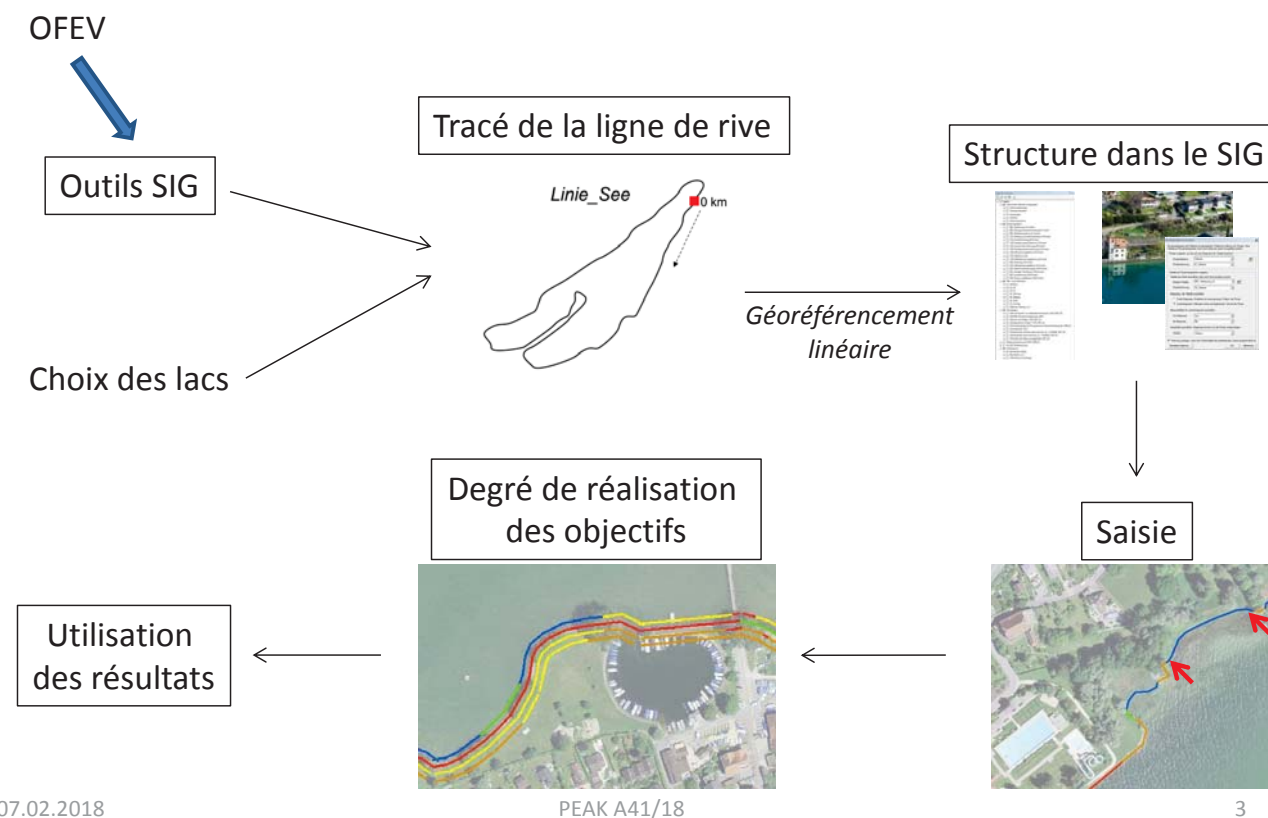 OFEV
Outils SIG
Choix des lacs
Tracé de la ligne de rive
Linie_See
0 km
Géoréférencement
linéaire
Structure dans le SIG
Saisie
Degré de réalisation
des objectifs
Utilisation
des résultats
07.02.2018
PEAK A41/18
3